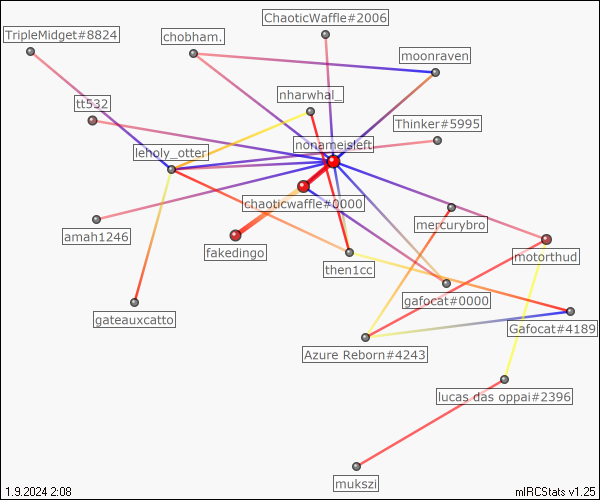 ChaoticWaffle#2006
TripleMidget#8824
chobham.
moonraven
nharwhal_
tt532
Thinker#5995
nonameisleft
leholy_otter
chaoticwaffle#0000
mercurybro
amah1246
fakedingo
motorthud
then1cc
gafocat#0000
gateauxcatto
Gafocat#4189
Azure Reborn#4243
lucas das oppai#2396
mukszi
1.9.2024 2:08
mIRCStats v1.25